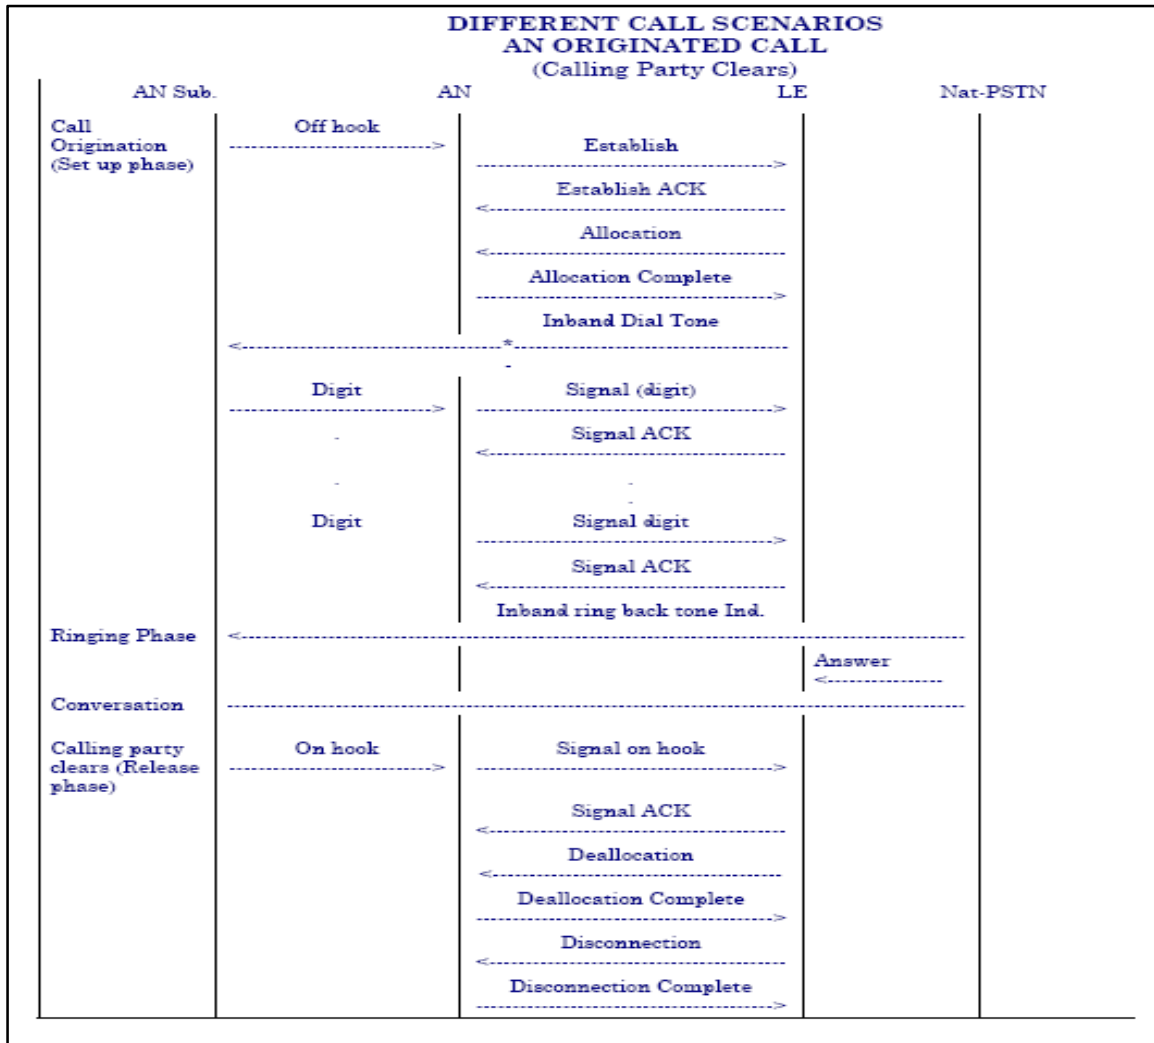 DIFFERENT CALL SCENARIOS
AN ORIGINATED CALL
(Calling Party Clears)
AN Sub. AN LE Nat-PSTN
Call
Origination
(Set up phase)
Off hook
Establish
Establish ACK
Allocation
Allocation Complete
Inband Dial Tone
*
Digit Signal (digit)
Signal ACK
Digit Signal digit
Signal ACK
Inband ring back tone Ind.
Ringing Phase
Answer
Conversation
Calling party
clears (Release
phase)
On hook Signal on hook
Signal ACK
Deallocation
Deallocation Complete
Disconnection
Disconnection Complete